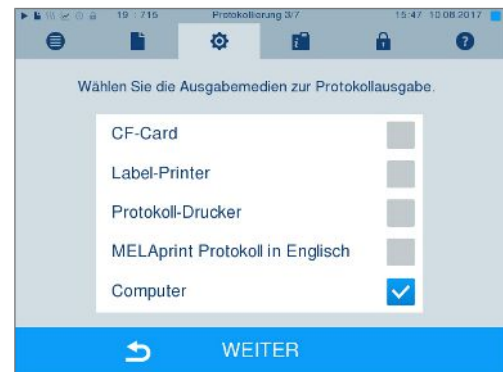 19 : 715 Protokollierung 3/7 15:47 10.08.2017
Wählen Sie die Ausgabemedien zur Protokollausgabe.
CF-Card
Label-Printer
Protokoll-Drucker
MELAprint Protokoll in Englisch
Computer
WEITER